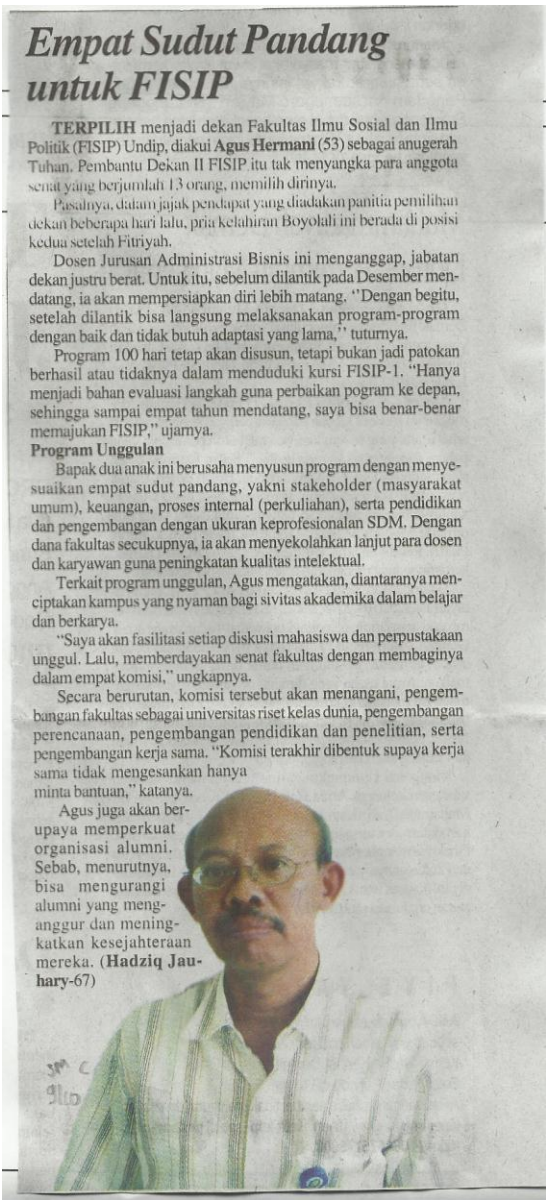 Empat Sudut Pandang
untuk FISIP
TERPILIH menjadi dekan Fakultas Ilmu Sosial dan Ilmu
Politik (FISIP) Undip, diakui Agus Hermani (53) sebagai anugerah
Tuhan. Pembantu Dekan II FISIP itu tak menyangka para anggota
senat yang berjumlah 13 orang, memilih dirinya.
Pasalnya, dalam jajak pendapat yang diadakan panitia pemilihan
dekan beberapa hari lalu, pria kelahiran Boyolali ini berada di posisi
kedua setelah Fitriyah.
Dosen Jurusan Administrasi Bisnis ini menganggap, jabatan
dekan justru berat. Untuk itu, sebelum dilantik pada Desember men-
datang, ia akan mempersiapkan diri lebih matang. ''Dengan begitu,
setelah dilantik bisa langsung melaksanakan program-program
dengan baik dan tidak butuh adaptasi yang lama,'' tuturnya.
Program 100 hari tetap akan disusun, tetapi bukan jadi patokan
berhasil atau tidaknya dalam menduduki kursi FISIP-1. “Hanya
menjadi bahan evaluasi langkah guna perbaikan pogram ke depan,
sehingga sampai empat tahun mendatang, saya bisa benar-benar
memajukan FISIP,” ujarnya.
Program Unggulan
Bapak dua anak ini berusaha menyusun program dengan menye-
suaikan empat sudut pandang, yakni stakeholder (masyarakat
umum), keuangan, proses internal (perkuliahan), serta pendidikan
dan pengembangan dengan ukuran keprofesionalan SDM. Dengan
dana fakultas secukupnya, ia akan menyekolahkan lanjut para dosen
dan karyawan guna peningkatan kualitas intelektual.
Terkait program unggulan, Agus mengatakan, diantaranya men-
ciptakan kampus yang nyaman bagi sivitas akademika dalam belajar
dan berkarya.
“Saya akan fasilitasi setiap diskusi mahasiswa dan perpustakaan
unggul. Lalu, memberdayakan senat fakultas dengan membaginya
dalam empat komisi,” ungkapnya.
Secara berurutan, komisi tersebut akan menangani, pengem-
bangan fakultas sebagai universitas riset kelas dunia, pengembangan
perencanaan, pengembangan pendidikan dan penelitian, serta
pengembangan kerja sama. “Komisi terakhir dibentuk supaya kerja
sama tidak mengesankan hanya
minta bantuan,” katanya.
Agus juga akan ber-
upaya memperkuat
organisasi alumni.
Sebab, menurutnya,
bisa mengurangi
alumni yang meng-
anggur dan mening-
katkan kesejahteraan
mereka. (Hadziq Jau-
hary-67)
SM C
9/10